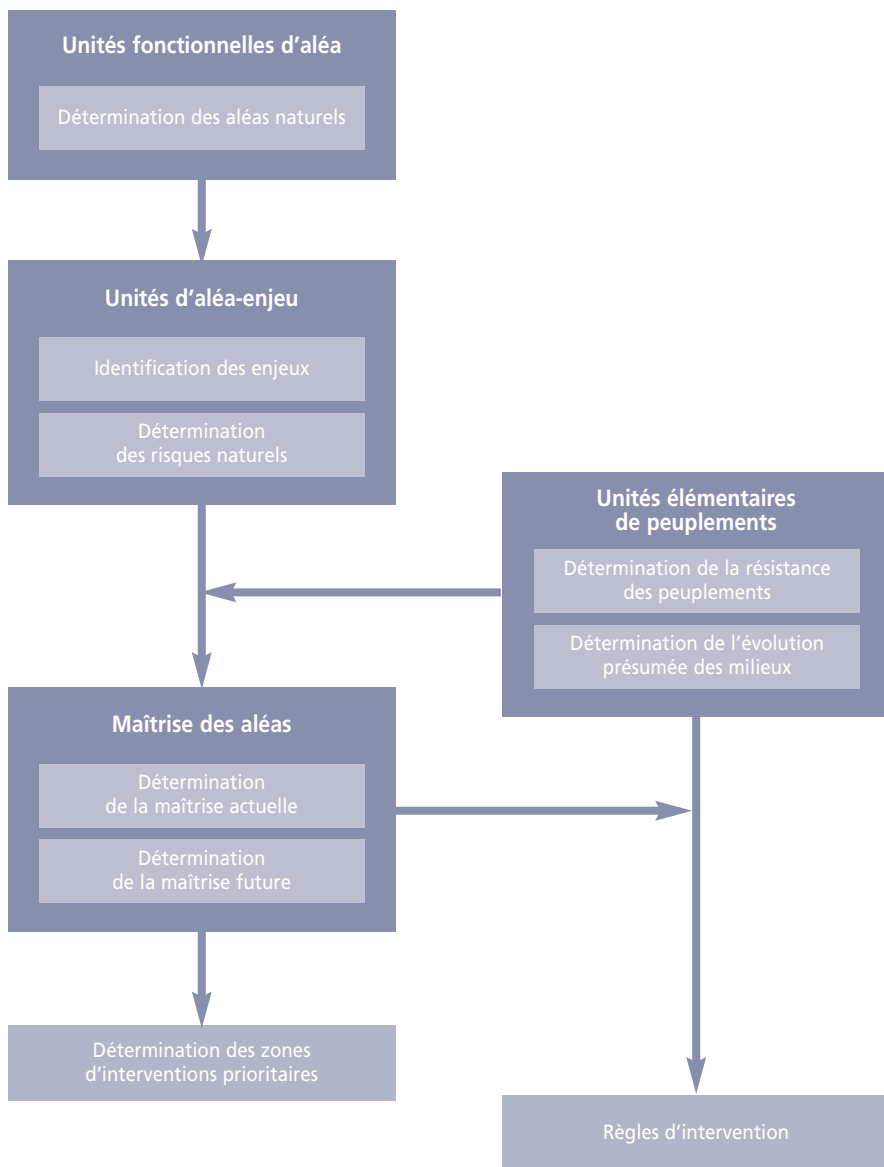 Unités fonctionnelles d’aléa
Détermination des aléas naturels
Unités d’aléa-enjeu
Identification des enjeux
Détermination
des risques naturels
Unités élémentaires
de peuplements
Détermination de la résistance
des peuplements
Détermination de l’évolution
présumée des milieux
Maîtrise des aléas
Détermination
de la maîtrise actuelle
Détermination
de la maîtrise future
Détermination des zones
d’interventions prioritaires
Règles d’intervention